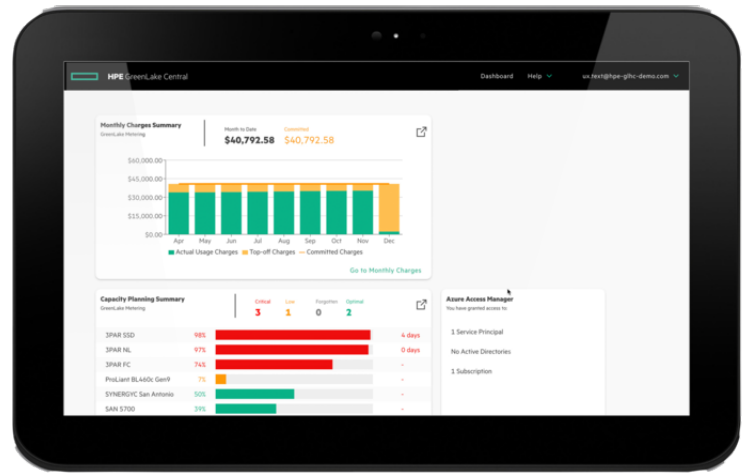 HPE GreenLake Central
Dashboard Help ux.text@hpe-glhc-demo.com
Monthly Charges Summary
GreenLake Metering
Month to Date Committed
$40,792.58 $40,792.58
$60,000.00
$45,000.00
$30,000.00
$15,000.00
$0.00
Apr May Jun Jul Aug Sep Oct Nov Dec
Actual Usage Charges Top-off Charges Committed Charges
Go to Monthly Charges
Capacity Planning Summary
GreenLake Metering
Critical Low Forgotten Optimal
3 1 0 2
3PAR SSD 98% 4 days
3PAR NL 97% 0 days
3PAR FC 74% -
ProLiant BL460c Gen9 7% -
SYNERGYC San Antonio 50% -
SAN 5700 39% -
Azure Access Manager
You have granted access to:
1 Service Principal
No Active Directories
1 Subscription